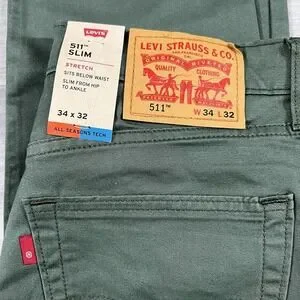 LEVI'S
511™
SLIM
STRETCH
SITS BELOW WAIST
SLIM FROM HIP
TO ANKLE
34 x 32
ALL SEASONS TECH
LEVI STRAUSS & CO.
ORIGINAL RIVETED
QUALITY CLOTHING
511™ W 34 L 32
®